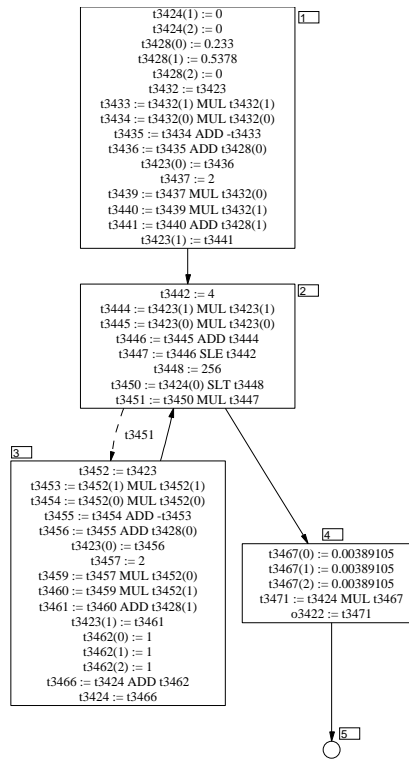 1
t3424(1) := 0
t3424(2) := 0
t3428(0) := 0.233
t3428(1) := 0.5378
t3428(2) := 0
t3432 := t3423
t3433 := t3432(1) MUL t3432(1)
t3434 := t3432(0) MUL t3432(0)
t3435 := t3434 ADD -t3433
t3436 := t3435 ADD t3428(0)
t3423(0) := t3436
t3437 := 2
t3439 := t3437 MUL t3432(0)
t3440 := t3439 MUL t3432(1)
t3441 := t3440 ADD t3428(1)
t3423(1) := t3441
2
t3442 := 4
t3444 := t3423(1) MUL t3423(1)
t3445 := t3423(0) MUL t3423(0)
t3446 := t3445 ADD t3444
t3447 := t3446 SLE t3442
t3448 := 256
t3450 := t3424(0) SLT t3448
t3451 := t3450 MUL t3447
t3451
3
t3452 := t3423
t3453 := t3452(1) MUL t3452(1)
t3454 := t3452(0) MUL t3452(0)
t3455 := t3454 ADD -t3453
t3456 := t3455 ADD t3428(0)
t3423(0) := t3456
t3457 := 2
t3459 := t3457 MUL t3452(0)
t3460 := t3459 MUL t3452(1)
t3461 := t3460 ADD t3428(1)
t3423(1) := t3461
t3462(0) := 1
t3462(1) := 1
t3462(2) := 1
t3466 := t3424 ADD t3462
t3424 := t3466
4
t3467(0) := 0.00389105
t3467(1) := 0.00389105
t3467(2) := 0.00389105
t3471 := t3424 MUL t3467
o3422 := t3471
5